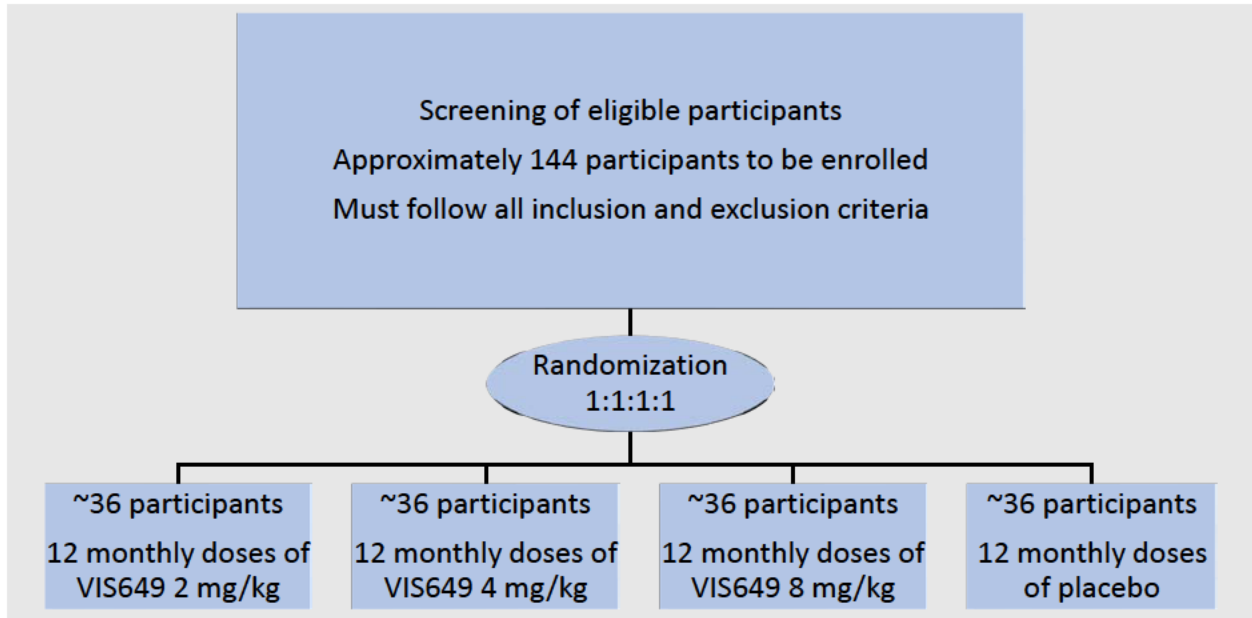 Screening of eligible participants
Approximately 144 participants to be enrolled
Must follow all inclusion and exclusion criteria
Randomization
1:1:1:1
~36 participants
12 monthly doses of
VIS649 2 mg/kg
~36 participants
12 monthly doses of
VIS649 4 mg/kg
~36 participants
12 monthly doses of
VIS649 8 mg/kg
~36 participants
12 monthly doses
of placebo